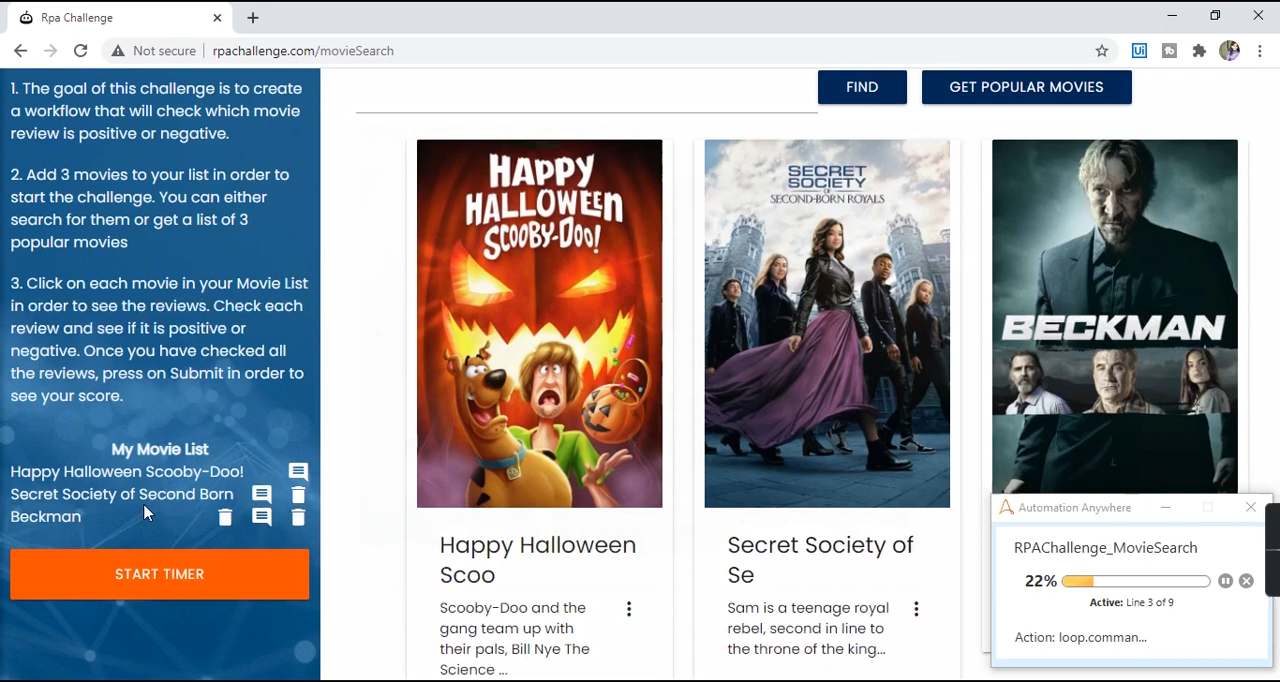 Rpa Challenge
Not secure
rpachallenge.com/movieSearch
1. The goal of this challenge is to create
a workflow that will check which movie
review is positive or negative.
2. Add 3 movies to your list in order to
start the challenge. You can either
search for them or get a list of 3
popular movies
3. Click on each movie in your Movie List
in order to see the reviews. Check each
review and see if it is positive or
negative. Once you have checked all
the reviews, press on Submit in order to
see your score.
My Movie List
Happy Halloween Scooby-Doo!
Secret Society of Second Born
Beckman
START TIMER
FIND
GET POPULAR MOVIES
HAPPY
HALLOWEEN
SCOOBY-DOO!
SECRET
SOCIETY
OF
SECOND-BORN ROYALS
BECKMAN
Happy Halloween
Scoo
Scooby-Doo and the
gang team up with
their pals, Bill Nye The
Science ...
Secret Society of
Se
Sam is a teenage royal
rebel, second in line to
the throne of the king...
Automation Anywhere
RPAChallenge_MovieSearch
22%
Active: Line 3 of 9
Action: loop.comman...